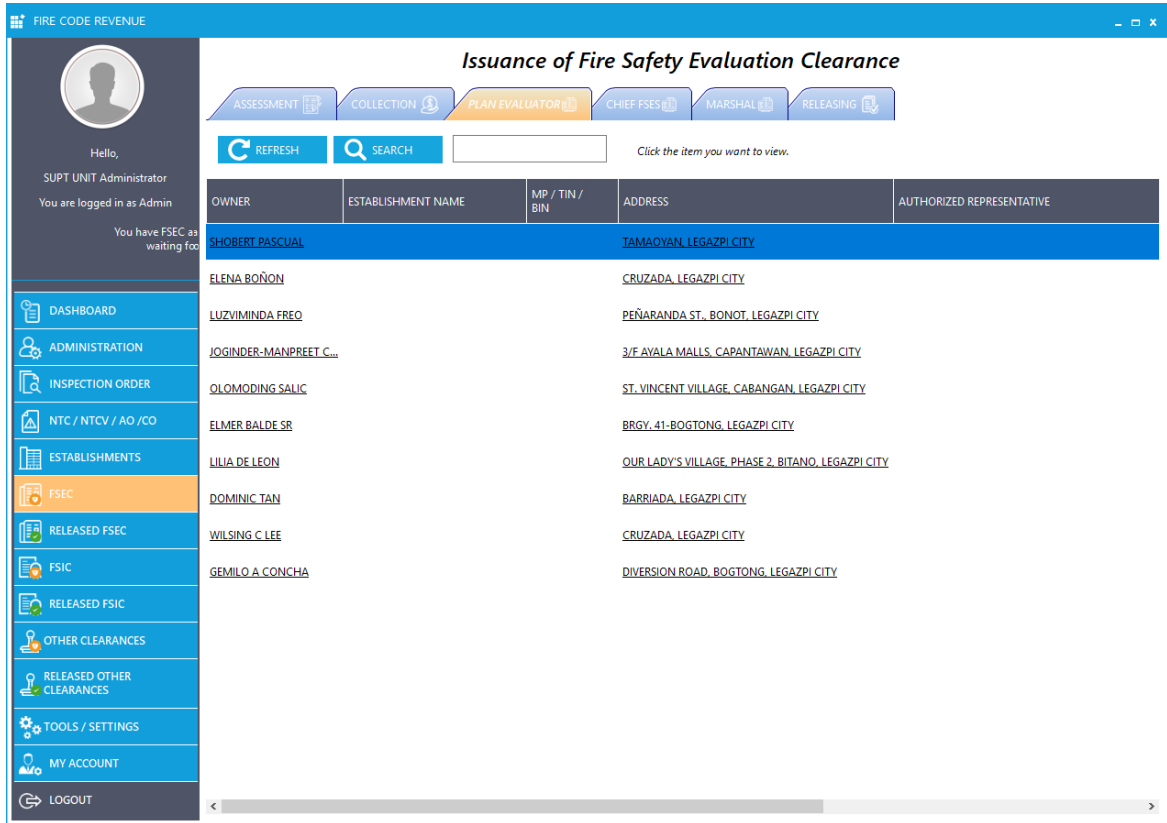 FIRE CODE REVENUE
Issuance of Fire Safety Evaluation Clearance
ASSESSMENT COLLECTION PLAN EVALUATOR CHIEF FSES MARSHAL RELEASING
REFRESH SEARCH Click the item you want to view.
Hello,
SUPT UNIT Administrator
You are logged in as Admin
You have FSEC as
waiting foo
DASHBOARD
ADMINISTRATION
INSPECTION ORDER
NTC / NTCV / AO /CO
ESTABLISHMENTS
FSEC
RELEASED FSEC
FSIC
RELEASED FSIC
OTHER CLEARANCES
RELEASED OTHER
CLEARANCES
TOOLS / SETTINGS
MY ACCOUNT
LOGOUT
OWNER ESTABLISHMENT NAME MP / TIN / ADDRESS AUTHORIZED REPRESENTATIVE
BIN
SHOBERT PASCUAL TAMAOYAN, LEGAZPI CITY
ELENA BOÑON CRUZADA, LEGAZPI CITY
LUZVIMINDA FREO PEÑARANDA ST., BONOT, LEGAZPI CITY
JOGINDER-MANPREET C... 3/F AYALA MALLS, CAPANTAWAN, LEGAZPI CITY
OLOMODING SALIC ST. VINCENT VILLAGE, CABANGAN, LEGAZPI CITY
ELMER BALDE SR BRGY. 41-BOGTONG, LEGAZPI CITY
LILIA DE LEON OUR LADY'S VILLAGE, PHASE 2, BITANO, LEGAZPI CITY
DOMINIC TAN BARRIADA, LEGAZPI CITY
WILSING C LEE CRUZADA, LEGAZPI CITY
GEMILO A CONCHA DIVERSION ROAD, BOGTONG, LEGAZPI CITY